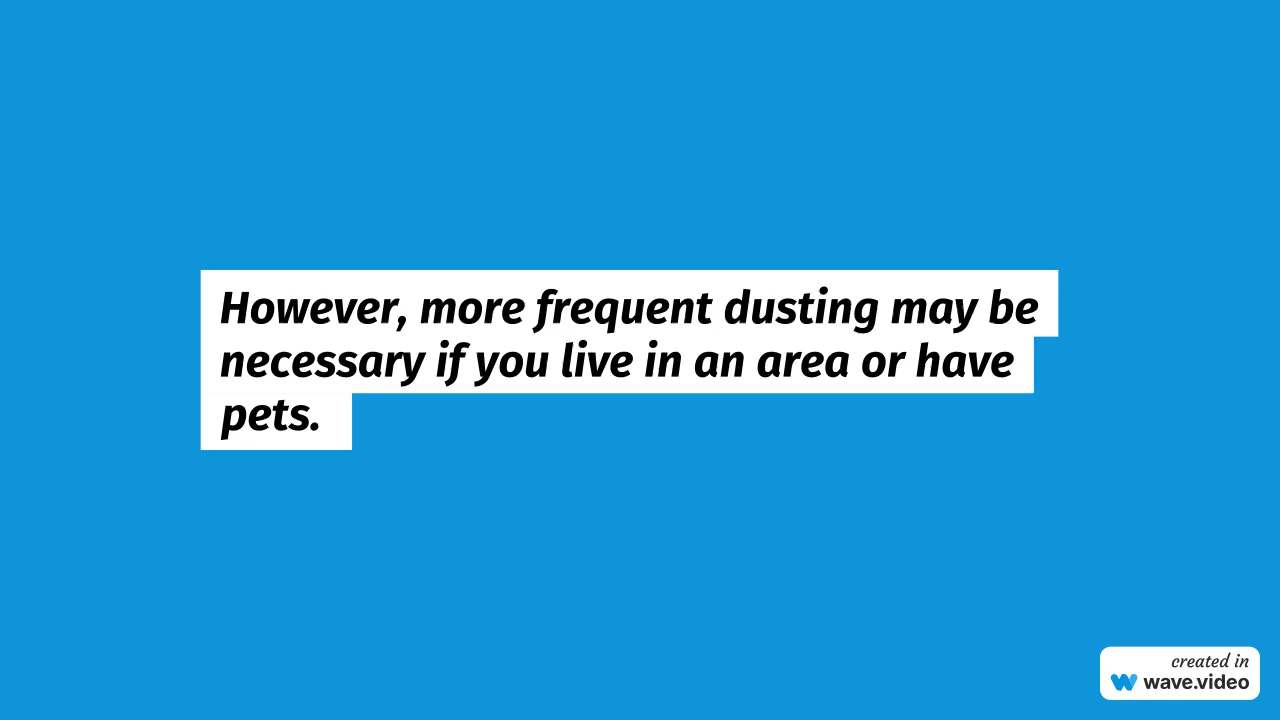 However, more frequent dusting may be
necessary if you live in an area or have
pets.
created in
wave.video